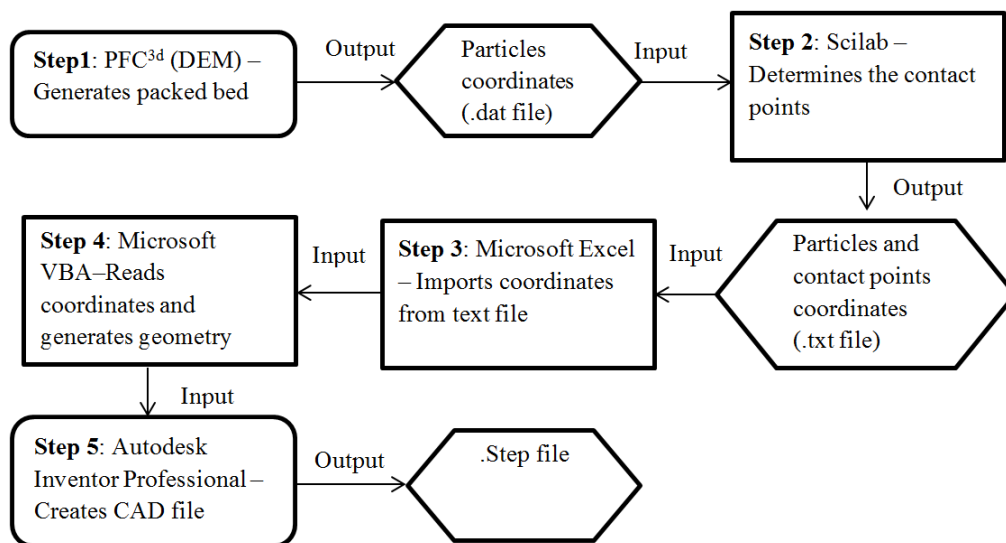 Step1: PFC³ᵈ (DEM) –
Generates packed bed
Output
Particles
coordinates
(.dat file)
Input
Step 2: Scilab –
Determines the contact
points
Output
Particles and
contact points
coordinates
(.txt file)
Input
Step 3: Microsoft Excel
– Imports coordinates
from text file
Input
Step 4: Microsoft
VBA–Reads
coordinates and
generates geometry
Input
Step 5: Autodesk
Inventor Professional –
Creates CAD file
Output
.Step file